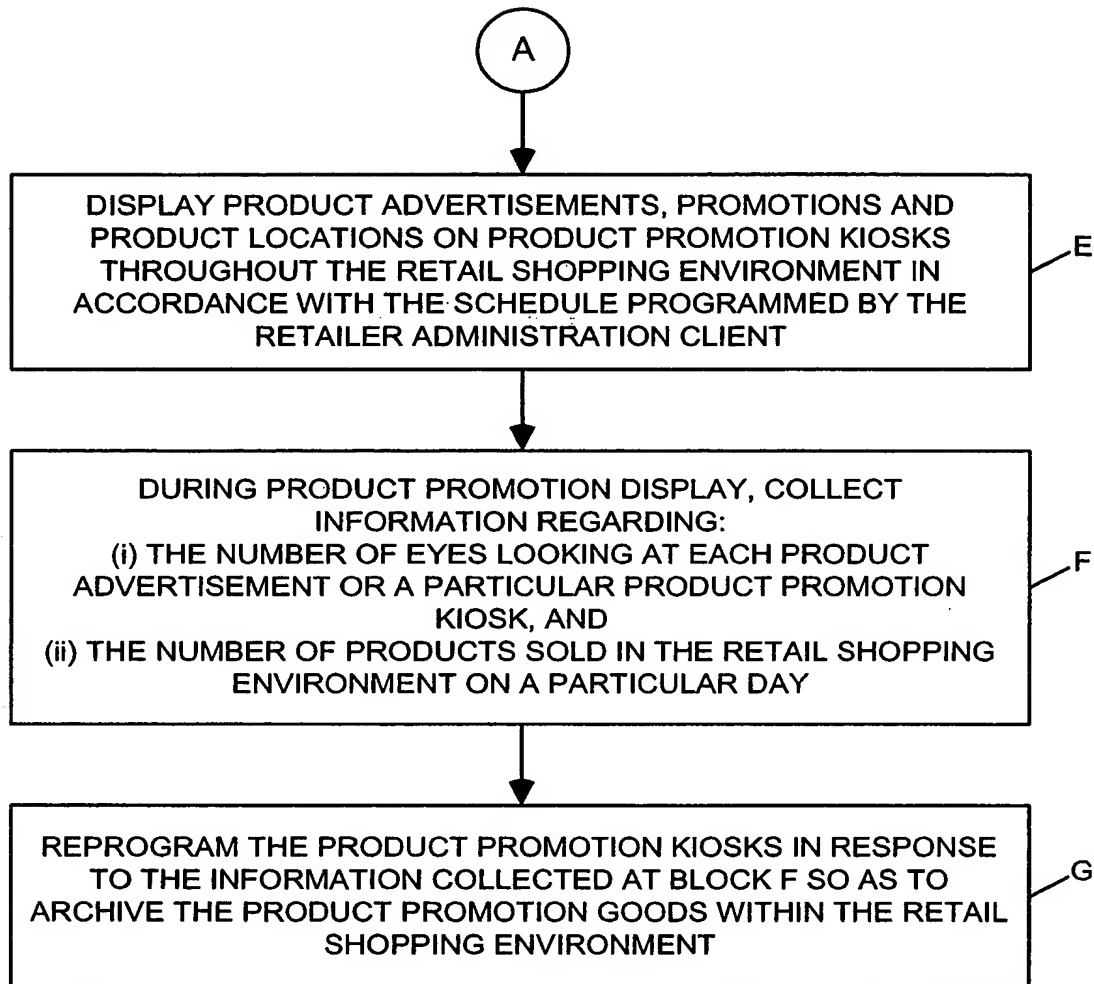 A
DISPLAY PRODUCT ADVERTISEMENTS, PROMOTIONS AND
PRODUCT LOCATIONS ON PRODUCT PROMOTION KIOSKS
THROUGHOUT THE RETAIL SHOPPING ENVIRONMENT IN
ACCORDANCE WITH THE SCHEDULE PROGRAMMED BY THE
RETAILER ADMINISTRATION CLIENT
E
DURING PRODUCT PROMOTION DISPLAY, COLLECT
INFORMATION REGARDING:
(i) THE NUMBER OF EYES LOOKING AT EACH PRODUCT
ADVERTISEMENT OR A PARTICULAR PRODUCT PROMOTION
KIOSK, AND
(ii) THE NUMBER OF PRODUCTS SOLD IN THE RETAIL SHOPPING
ENVIRONMENT ON A PARTICULAR DAY
F
REPROGRAM THE PRODUCT PROMOTION KIOSKS IN RESPONSE
TO THE INFORMATION COLLECTED AT BLOCK F SO AS TO
ARCHIVE THE PRODUCT PROMOTION GOODS WITHIN THE RETAIL
SHOPPING ENVIRONMENT
G